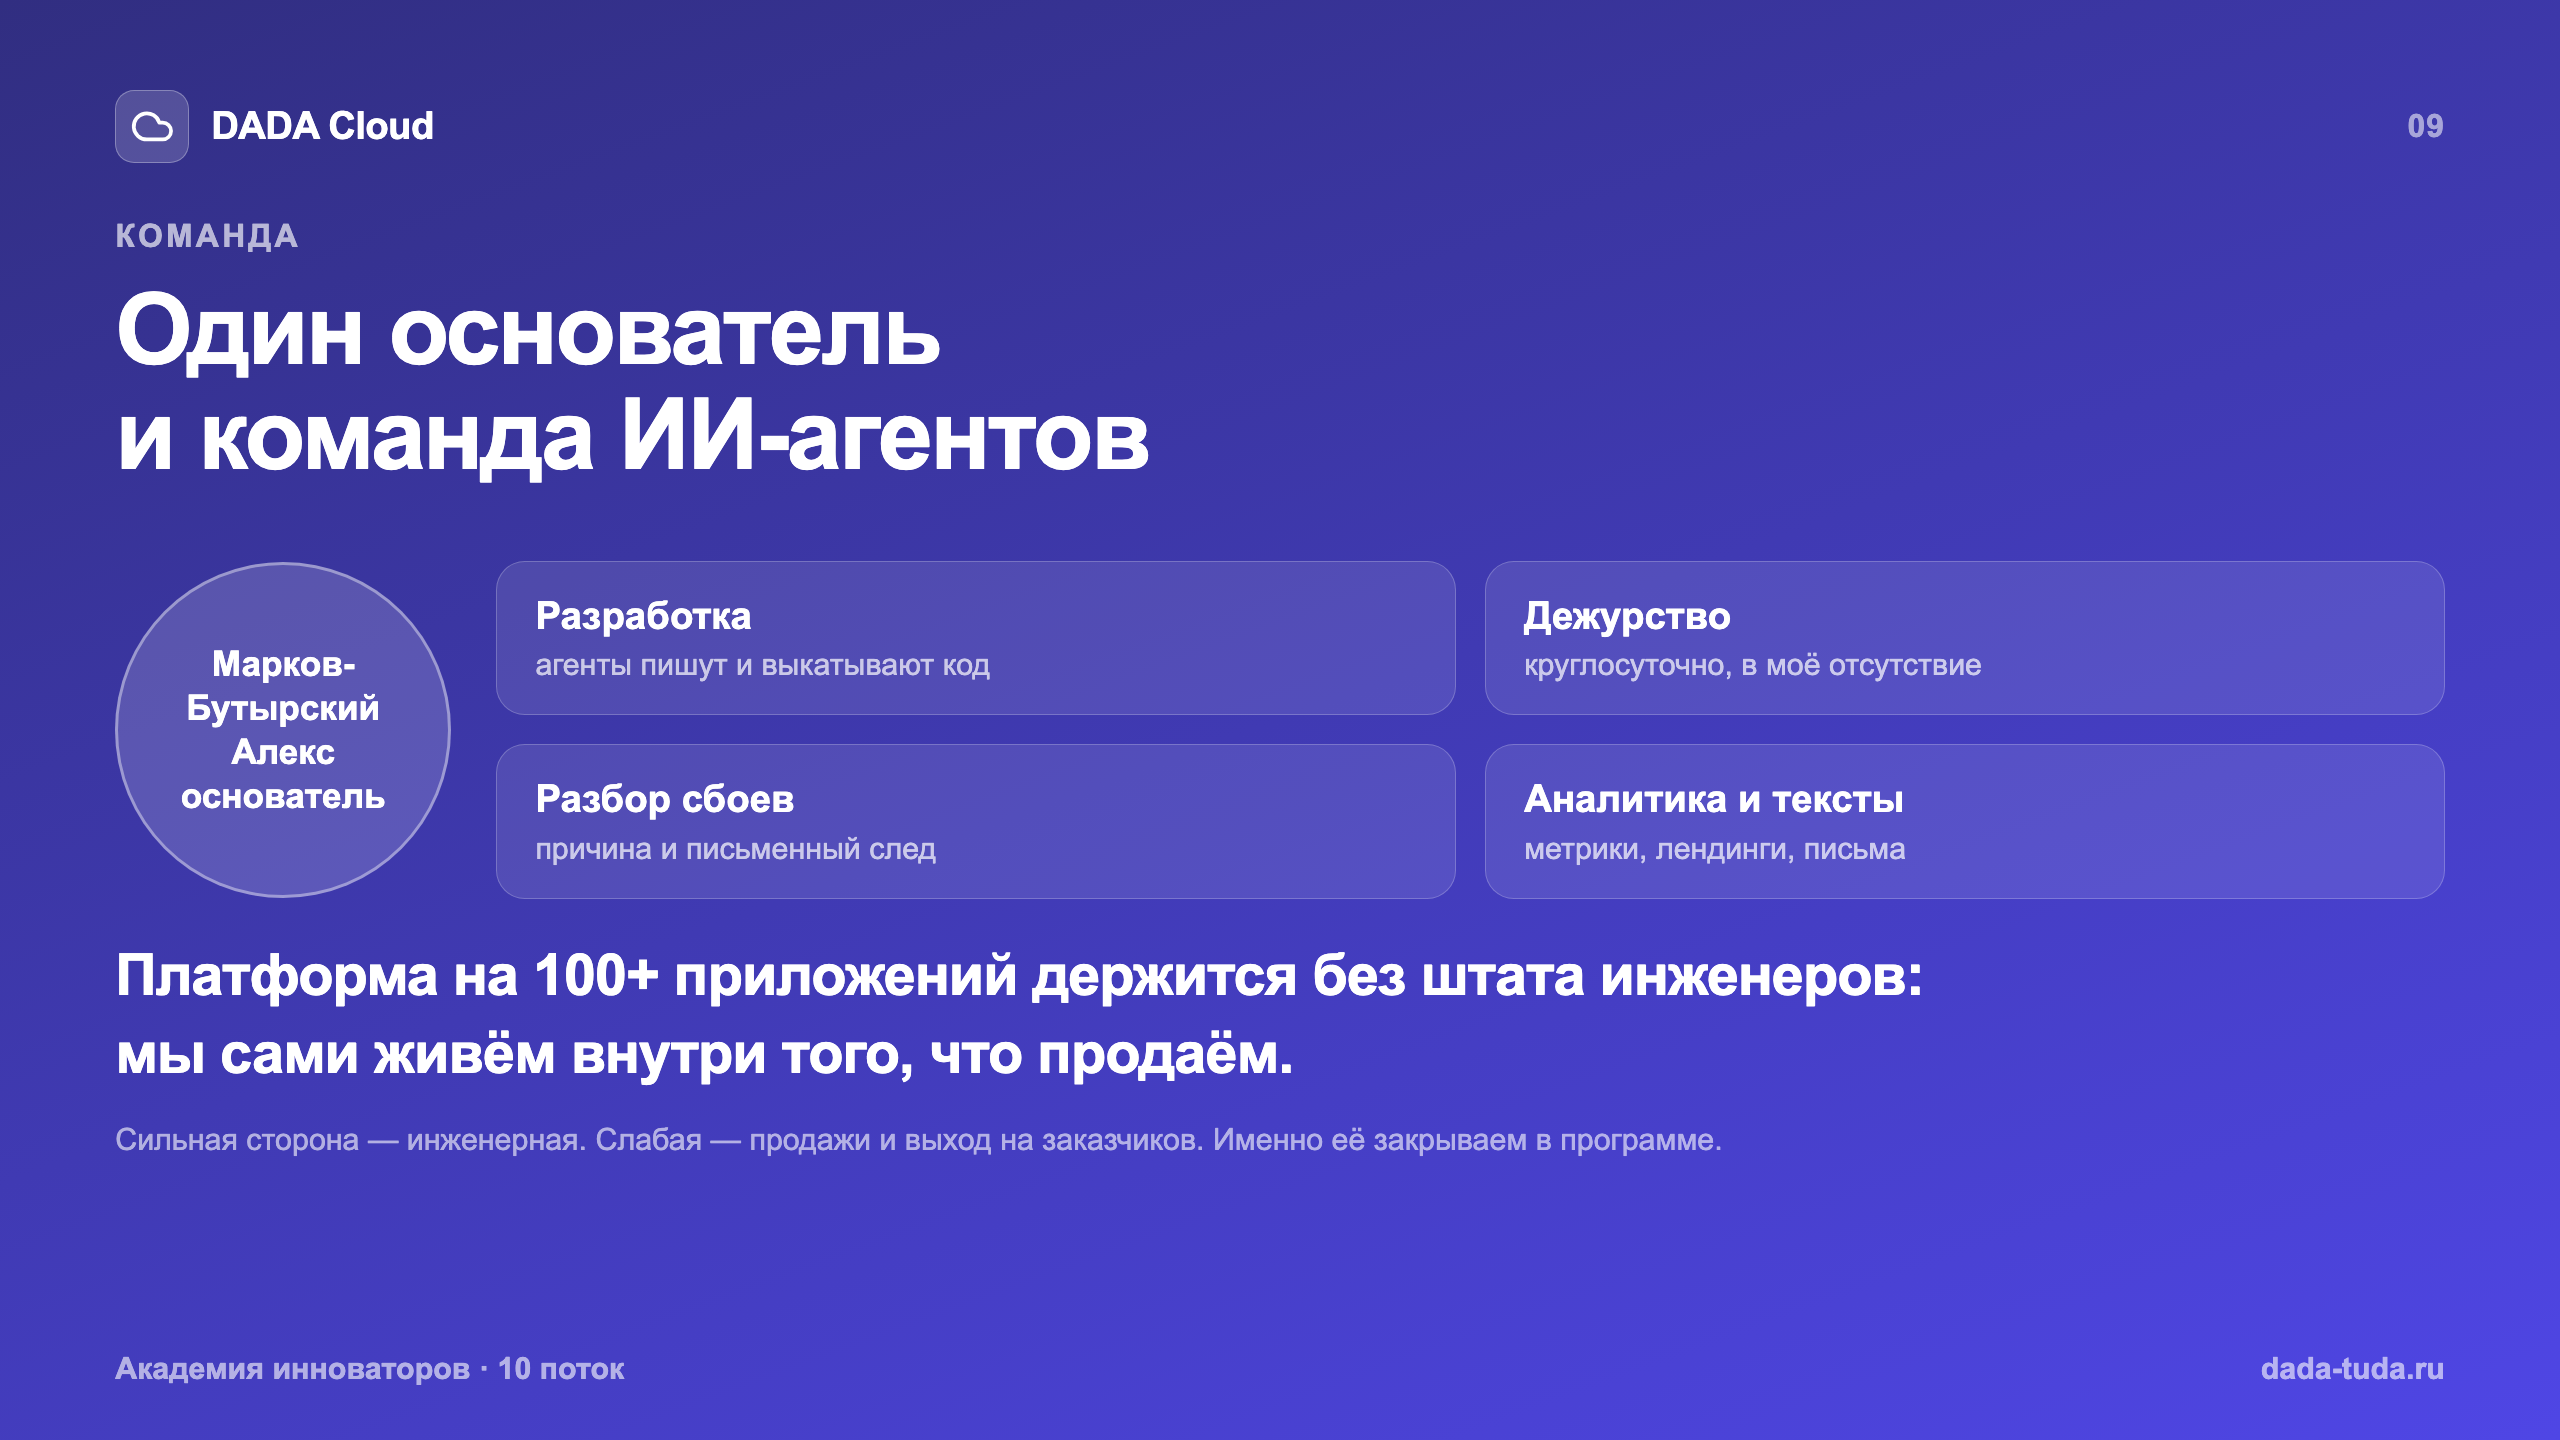 DADA Cloud
09
КОМАНДА
Один основатель
и команда ИИ-агентов
Марков-
Бутырский
Алекс
основатель
Разработка
агенты пишут и выкатывают код
Дежурство
круглосуточно, в моё отсутствие
Разбор сбоев
причина и письменный след
Аналитика и тексты
метрики, лендинги, письма
Платформа на 100+ приложений держится без штата инженеров:
мы сами живём внутри того, что продаём.
Сильная сторона — инженерная. Слабая — продажи и выход на заказчиков. Именно её закрываем в программе.
Академия инноваторов · 10 поток
dada-tuda.ru